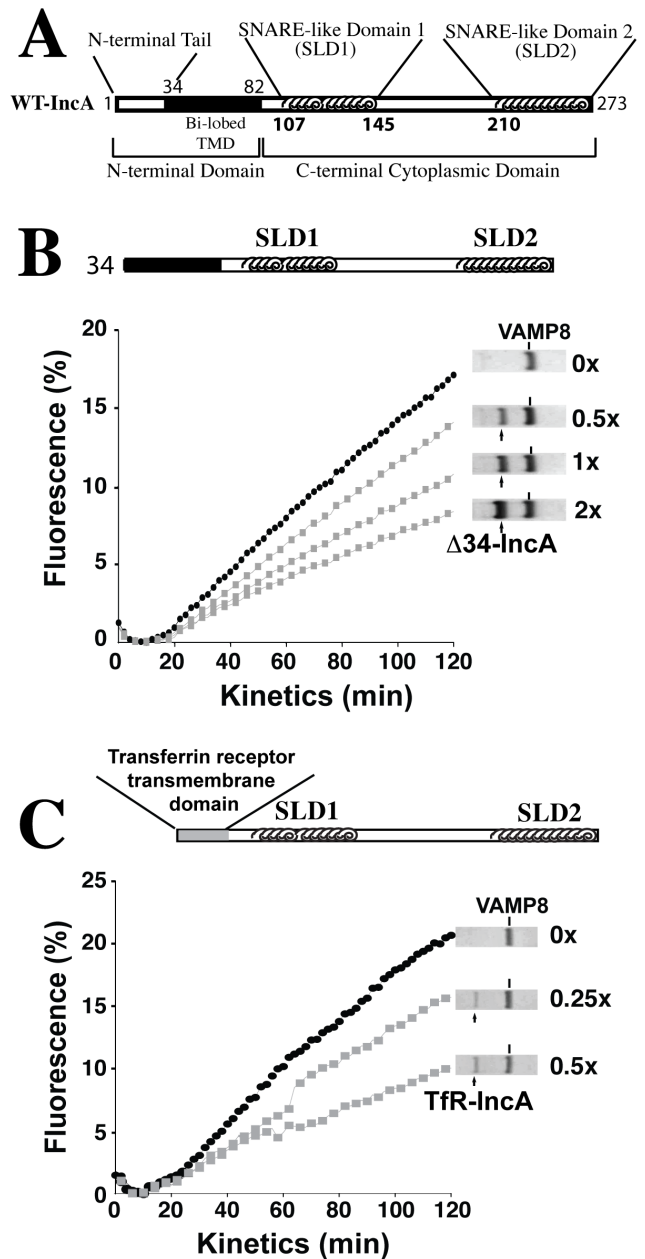 A
N-terminal Tail
SNARE-like Domain 1
(SLD1)
SNARE-like Domain 2
(SLD2)
34
82
WT-IncA
1
273
Bi-lobed
TMD
107
145
210
N-terminal Domain
C-terminal Cytoplasmic Domain
B
SLD1
SLD2
34
20
15
10
5
0
Fluorescence (%)
0 20 40 60 80 100 120
Kinetics (min)
VAMP8
0x
0.5x
1x
2x
Δ34-IncA
Transferrin receptor
transmembrane
domain
C
SLD1
SLD2
25
20
15
10
5
0
Fluorescence (%)
0 20 40 60 80 100 120
Kinetics (min)
VAMP8
0x
0.25x
0.5x
TfR-IncA